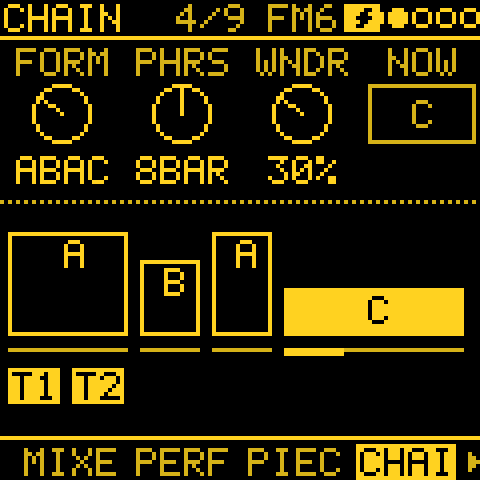 CHAIN 4/9 FM6 f
FORM PHRS WNDR NOW
C
ABAC 8BAR 30%
A B A C
T1 T2
MIXE PERF PIEC CHAI